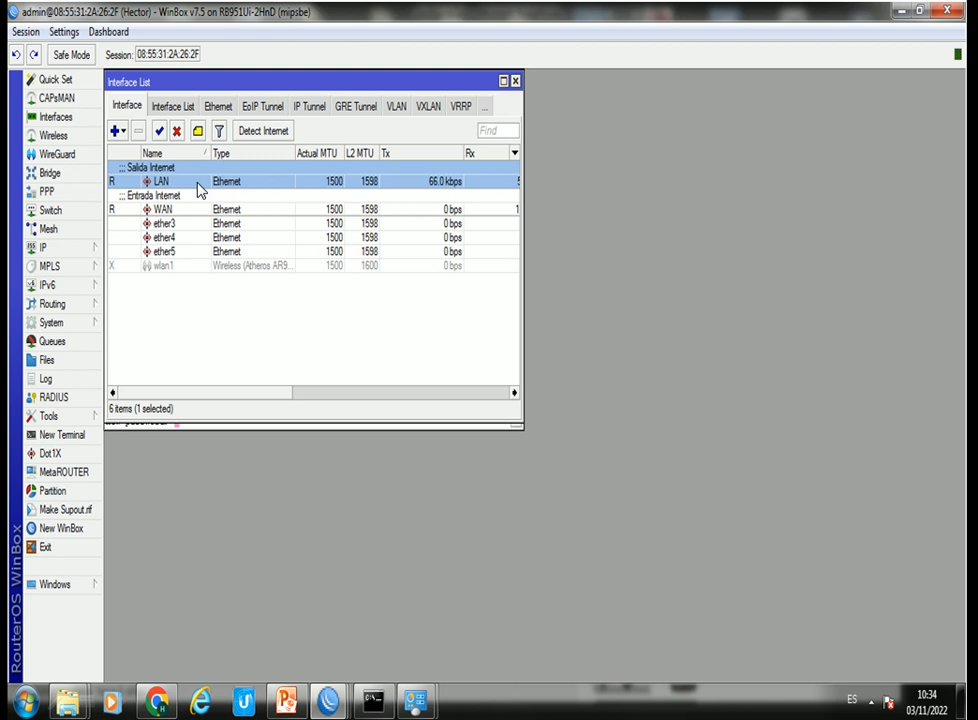 admin@08:55:31:2A:26:2F (Hector) - WinBox v7.5 on RB951Ui-2HnD (mipsbe)
Session Settings Dashboard
Safe Mode Session: 08:55:31:2A:26:2F
Quick Set
CAPsMAN
Interfaces
Wireless
WireGuard
Bridge
PPP
Switch
Mesh
IP
MPLS
IPv6
Routing
System
Queues
Files
Log
RADIUS
Tools
New Terminal
Dot1X
MetaROUTER
Partition
Make Supout.rif
New WinBox
Exit
Windows
RouterOS WinBox
Interface List
Interface Interface List Ethernet EoIP Tunnel IP Tunnel GRE Tunnel VLAN VXLAN VRRP ...
Detect Internet Find
Name Type Actual MTU L2 MTU Tx Rx
::: Salida Internet
R LAN Ethernet 1500 1598 66.0 kbps
::: Entrada Internet
R WAN Ethernet 1500 1598 0 bps 1
ether3 Ethernet 1500 1598 0 bps
ether4 Ethernet 1500 1598 0 bps
ether5 Ethernet 1500 1598 0 bps
X wlan1 Wireless (Atheros AR9... 1500 1600 0 bps
6 items (1 selected)
ES
10:34
03/11/2022